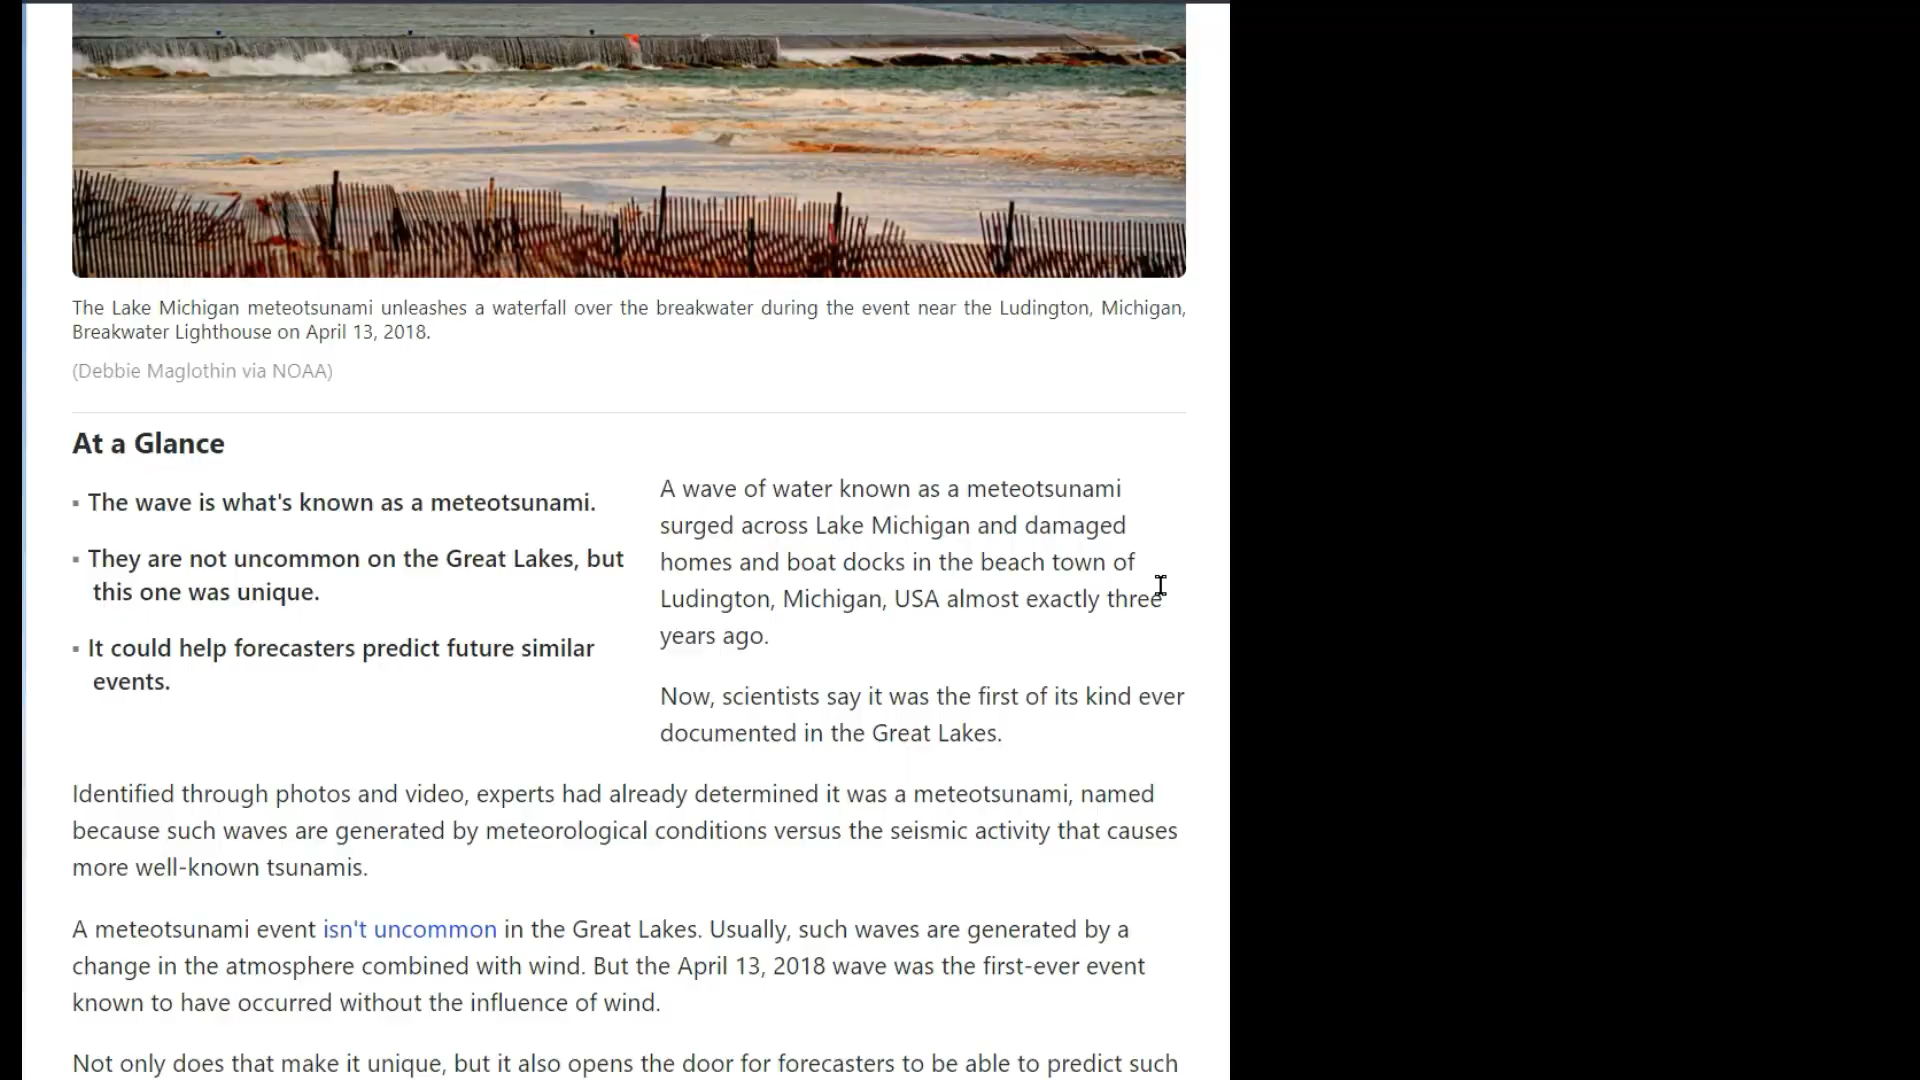 The Lake Michigan meteotsunami unleashes a waterfall over the breakwater during the event near the Ludington, Michigan,
Breakwater Lighthouse on April 13, 2018.
(Debbie Maglothin via NOAA)
At a Glance
▪ The wave is what's known as a meteotsunami.
▪ They are not uncommon on the Great Lakes, but
this one was unique.
▪ It could help forecasters predict future similar
events.
A wave of water known as a meteotsunami
surged across Lake Michigan and damaged
homes and boat docks in the beach town of
Ludington, Michigan, USA almost exactly three
years ago.
Now, scientists say it was the first of its kind ever
documented in the Great Lakes.
Identified through photos and video, experts had already determined it was a meteotsunami, named
because such waves are generated by meteorological conditions versus the seismic activity that causes
more well-known tsunamis.
A meteotsunami event isn't uncommon in the Great Lakes. Usually, such waves are generated by a
change in the atmosphere combined with wind. But the April 13, 2018 wave was the first-ever event
known to have occurred without the influence of wind.
Not only does that make it unique, but it also opens the door for forecasters to be able to predict such